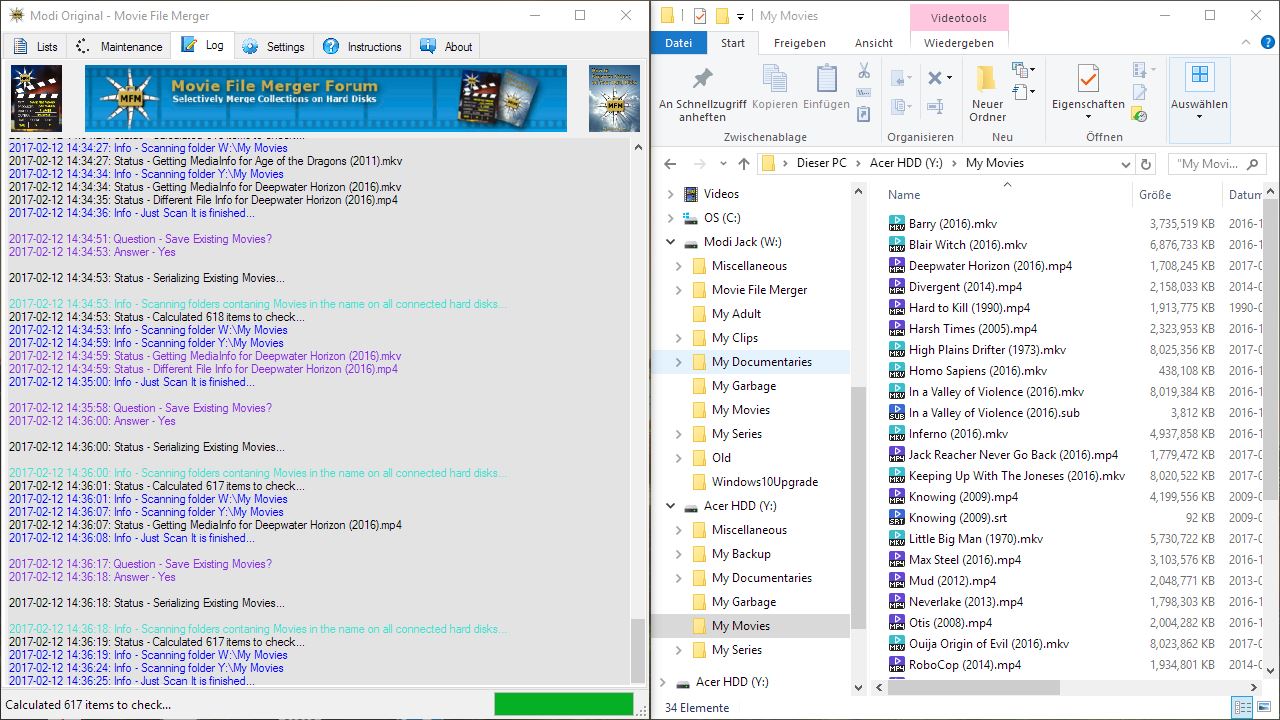 Modi Original - Movie File Merger
Lists
Maintenance
Log
Settings
Instructions
About
MFM
Movie File Merger Forum
Selectively Merge Collections on Hard Disks
MFM
2017-02-12 14:34:27: Info - Scanning folder W:\My Movies
2017-02-12 14:34:27: Status - Getting MediaInfo for Age of the Dragons (2011).mkv
2017-02-12 14:34:34: Info - Scanning folder Y:\My Movies
2017-02-12 14:34:34: Status - Getting MediaInfo for Deepwater Horizon (2016).mkv
2017-02-12 14:34:35: Status - Different File Info for Deepwater Horizon (2016).mp4
2017-02-12 14:34:36: Info - Just Scan It is finished...
2017-02-12 14:34:51: Question - Save Existing Movies?
2017-02-12 14:34:53: Answer - Yes
2017-02-12 14:34:53: Status - Serializing Existing Movies...
2017-02-12 14:34:53: Info - Scanning folders contaning Movies in the name on all connected hard disks...
2017-02-12 14:34:53: Status - Calculated 618 items to check...
2017-02-12 14:34:53: Info - Scanning folder W:\My Movies
2017-02-12 14:34:59: Info - Scanning folder Y:\My Movies
2017-02-12 14:34:59: Status - Getting MediaInfo for Deepwater Horizon (2016).mkv
2017-02-12 14:34:59: Status - Different File Info for Deepwater Horizon (2016).mp4
2017-02-12 14:35:00: Info - Just Scan It is finished...
2017-02-12 14:35:58: Question - Save Existing Movies?
2017-02-12 14:36:00: Answer - Yes
2017-02-12 14:36:00: Status - Serializing Existing Movies...
2017-02-12 14:36:00: Info - Scanning folders contaning Movies in the name on all connected hard disks...
2017-02-12 14:36:01: Status - Calculated 617 items to check...
2017-02-12 14:36:01: Info - Scanning folder W:\My Movies
2017-02-12 14:36:07: Info - Scanning folder Y:\My Movies
2017-02-12 14:36:07: Status - Getting MediaInfo for Deepwater Horizon (2016).mp4
2017-02-12 14:36:08: Info - Just Scan It is finished...
2017-02-12 14:36:17: Question - Save Existing Movies?
2017-02-12 14:36:18: Answer - Yes
2017-02-12 14:36:18: Status - Serializing Existing Movies...
2017-02-12 14:36:18: Info - Scanning folders contaning Movies in the name on all connected hard disks...
2017-02-12 14:36:18: Status - Calculated 617 items to check...
2017-02-12 14:36:19: Info - Scanning folder W:\My Movies
2017-02-12 14:36:24: Info - Scanning folder Y:\My Movies
2017-02-12 14:36:25: Info - Just Scan It is finished...
Calculated 617 items to check...
My Movies
Videotools
Datei
Start
Freigeben
Ansicht
Wiedergeben
An Schnellzugriff anheften
Kopieren
Einfügen
Zwischenablage
Organisieren
Neuer Ordner
Neu
Eigenschaften
Öffnen
Auswählen
Dieser PC > Acer HDD (Y:) > My Movies
"My Movi...
Videos
OS (C:)
Modi Jack (W:)
Miscellaneous
Movie File Merger
My Adult
My Clips
My Documentaries
My Garbage
My Movies
My Series
Old
Windows10Upgrade
Acer HDD (Y:)
Miscellaneous
My Backup
My Documentaries
My Garbage
My Movies
My Series
Acer HDD (Y:)
Name Größe Datum
Barry (2016).mkv 3,735,519 KB 2016-1
Blair Witch (2016).mkv 6,876,733 KB 2016-1
Deepwater Horizon (2016).mp4 1,708,245 KB 2017-0
Divergent (2014).mp4 2,158,033 KB 2014-0
Hard to Kill (1990).mp4 1,913,775 KB 1990-0
Harsh Times (2005).mp4 2,323,953 KB 2016-1
High Plains Drifter (1973).mkv 8,025,356 KB 2017-0
Homo Sapiens (2016).mkv 438,108 KB 2016-1
In a Valley of Violence (2016).mkv 8,019,384 KB 2016-1
In a Valley of Violence (2016).sub 3,812 KB 2016-1
Inferno (2016).mkv 4,937,858 KB 2016-1
Jack Reacher Never Go Back (2016).mp4 1,779,472 KB 2017-0
Keeping Up With The Joneses (2016).mkv 8,020,522 KB 2017-0
Knowing (2009).mp4 4,199,556 KB 2009-0
Knowing (2009).srt 92 KB 2009-0
Little Big Man (1970).mkv 5,730,722 KB 2017-0
Max Steel (2016).mp4 3,103,576 KB 2016-1
Mud (2012).mp4 2,048,771 KB 2013-0
Neverlake (2013).mp4 1,798,303 KB 2016-1
Otis (2008).mp4 2,004,282 KB 2016-1
Ouija Origin of Evil (2016).mkv 8,023,862 KB 2017-0
RoboCop (2014).mp4 1,934,801 KB 2014-0
34 Elemente